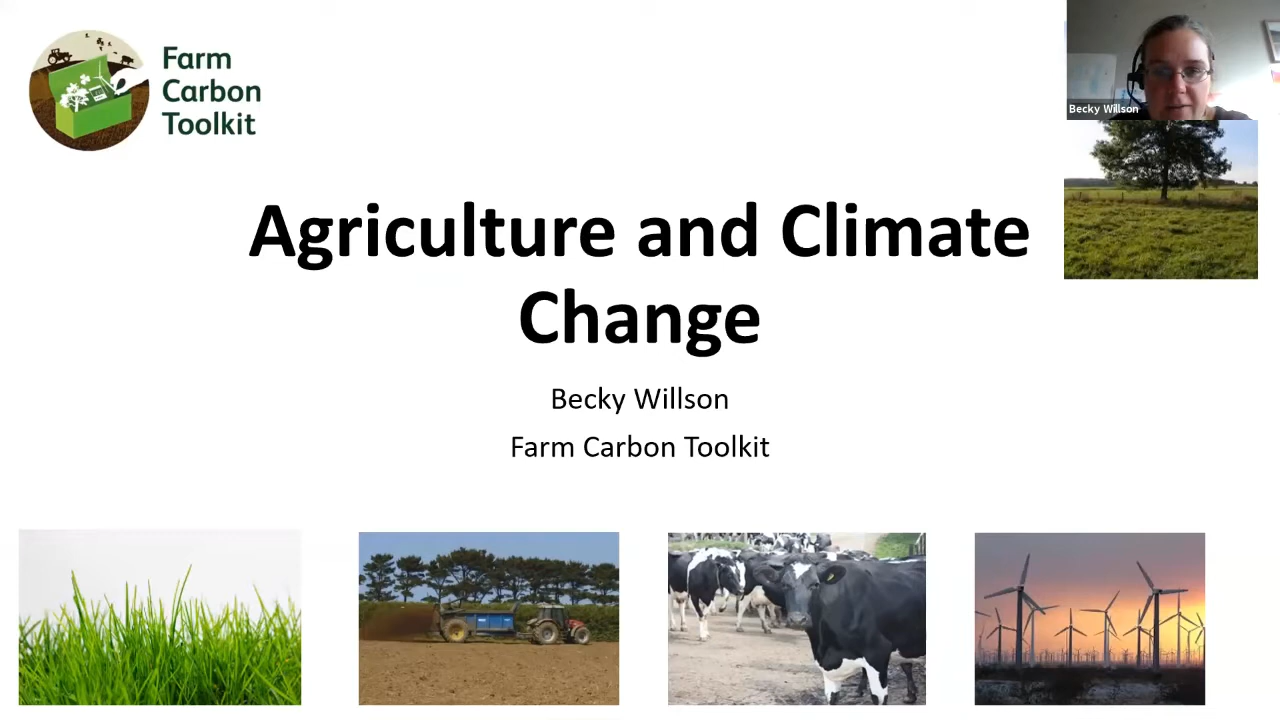 Farm
Carbon
Toolkit
Becky Willson
Agriculture and Climate
Change
Becky Willson
Farm Carbon Toolkit